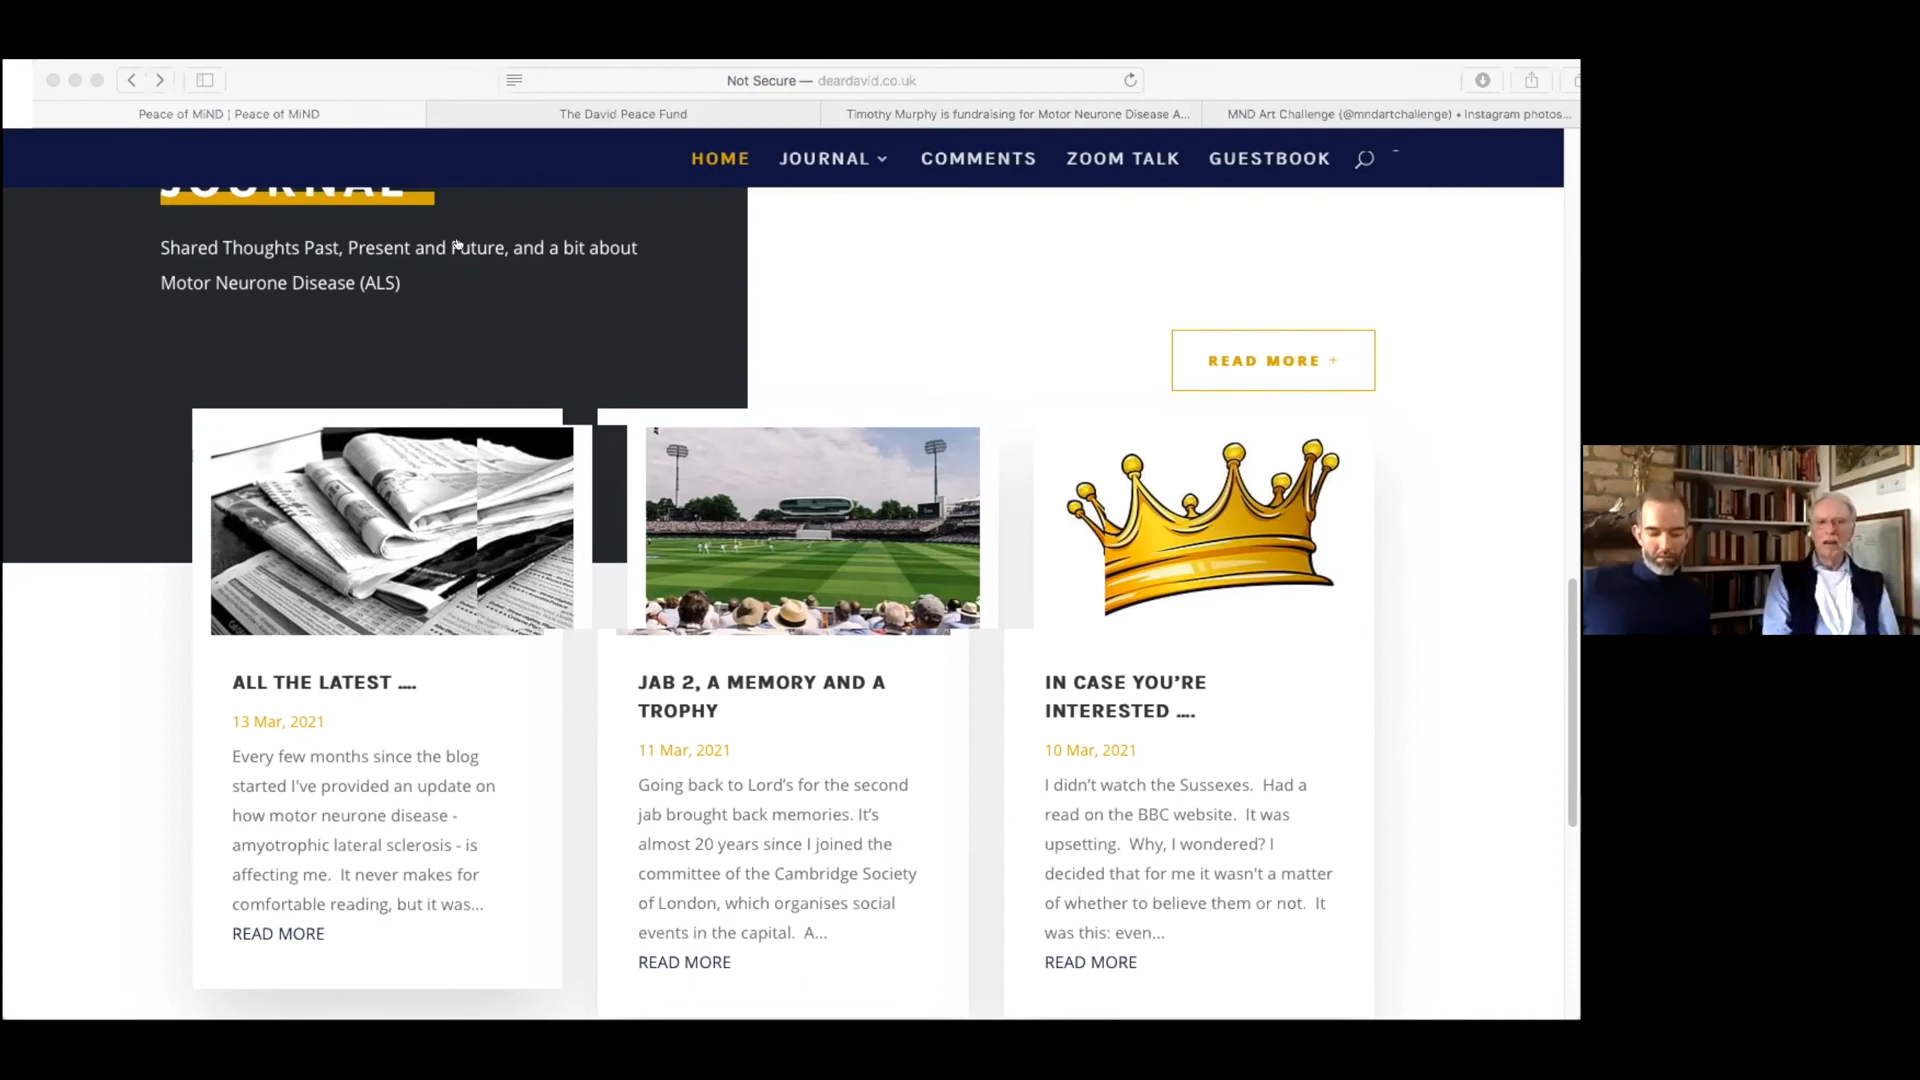 Not Secure — deardavid.co.uk
Peace of MiND | Peace of MiND
The David Peace Fund
Timothy Murphy is fundraising for Motor Neurone Disease A...
MND Art Challenge (@mndartchallenge) • Instagram photos...
HOME
JOURNAL
COMMENTS
ZOOM TALK
GUESTBOOK
JOURNAL
Shared Thoughts Past, Present and Future, and a bit about
Motor Neurone Disease (ALS)
READ MORE +
ALL THE LATEST ....
13 Mar, 2021
Every few months since the blog
started I've provided an update on
how motor neurone disease -
amyotrophic lateral sclerosis - is
affecting me. It never makes for
comfortable reading, but it was...
READ MORE
JAB 2, A MEMORY AND A
TROPHY
11 Mar, 2021
Going back to Lord’s for the second
jab brought back memories. It’s
almost 20 years since I joined the
committee of the Cambridge Society
of London, which organises social
events in the capital. A...
READ MORE
IN CASE YOU’RE
INTERESTED ....
10 Mar, 2021
I didn’t watch the Sussexes. Had a
read on the BBC website. It was
upsetting. Why, I wondered? I
decided that for me it wasn't a matter
of whether to believe them or not. It
was this: even...
READ MORE